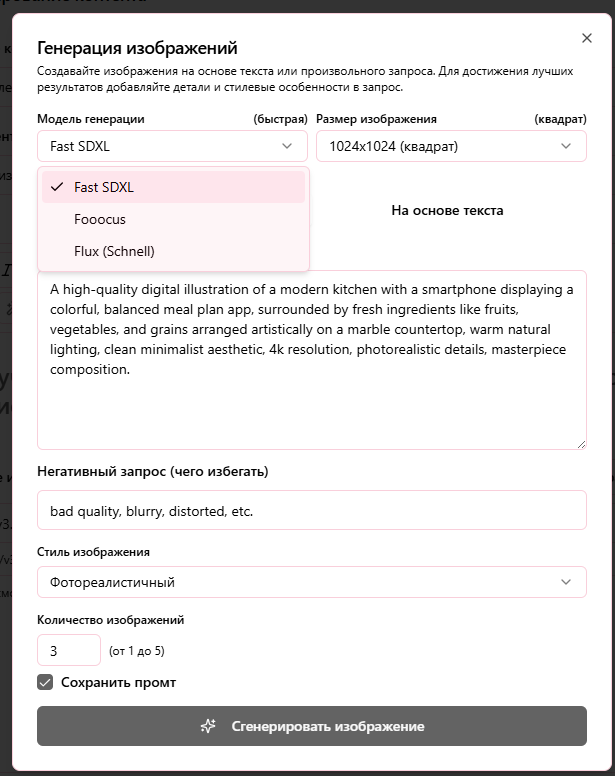 Генерация изображений
Создавайте изображения на основе текста или произвольного запроса. Для достижения лучших
результатов добавляйте детали и стилевые особенности в запрос.
Модель генерации (быстрая) Размер изображения (квадрат)
Fast SDXL 1024x1024 (квадрат)
Fast SDXL
На основе текста
Fooocus
Flux (Schnell)
A high-quality digital illustration of a modern kitchen with a smartphone displaying a
colorful, balanced meal plan app, surrounded by fresh ingredients like fruits,
vegetables, and grains arranged artistically on a marble countertop, warm natural
lighting, clean minimalist aesthetic, 4k resolution, photorealistic details, masterpiece
composition.
Негативный запрос (чего избегать)
bad quality, blurry, distorted, etc.
Стиль изображения
Фотореалистичный
Количество изображений
3 (от 1 до 5)
Сохранить промт
Сгенерировать изображение